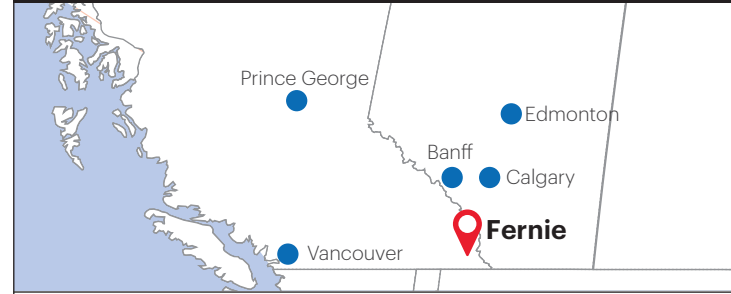 Prince George
Edmonton
Banff
Calgary
Fernie
Vancouver